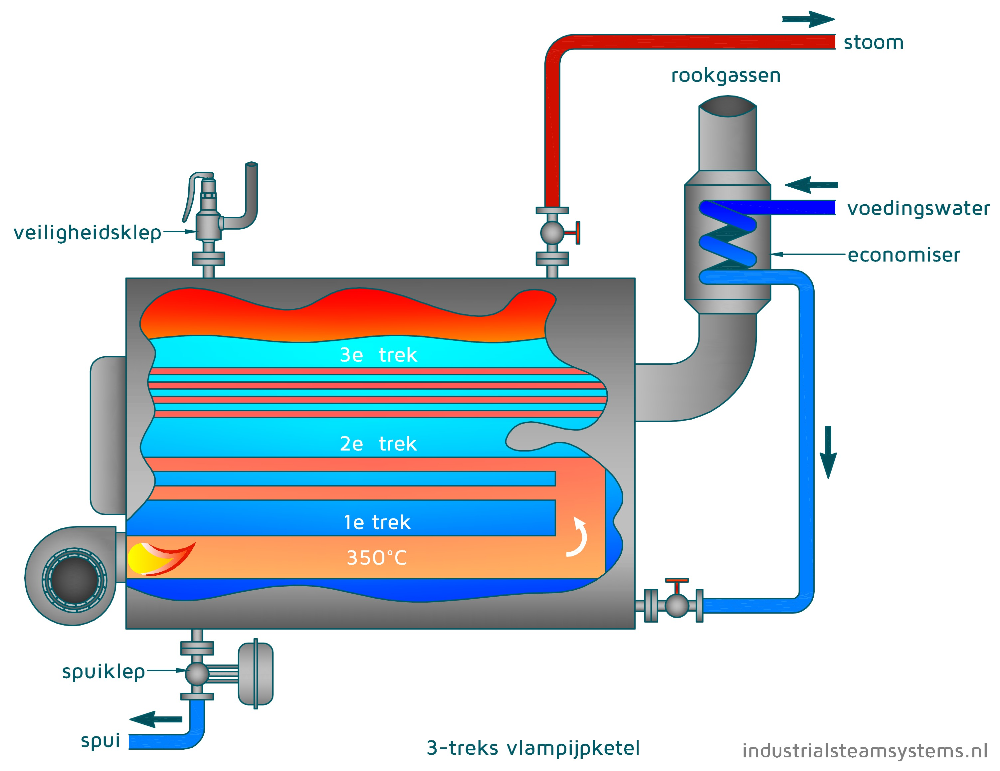 stoom
rookgassen
voedingswater
veiligheidsklep
economiser
3e trek
2e trek
1e trek
350°C
spuiklep
spui
3-treks vlampijpketel
industrialsteamsystems.nl